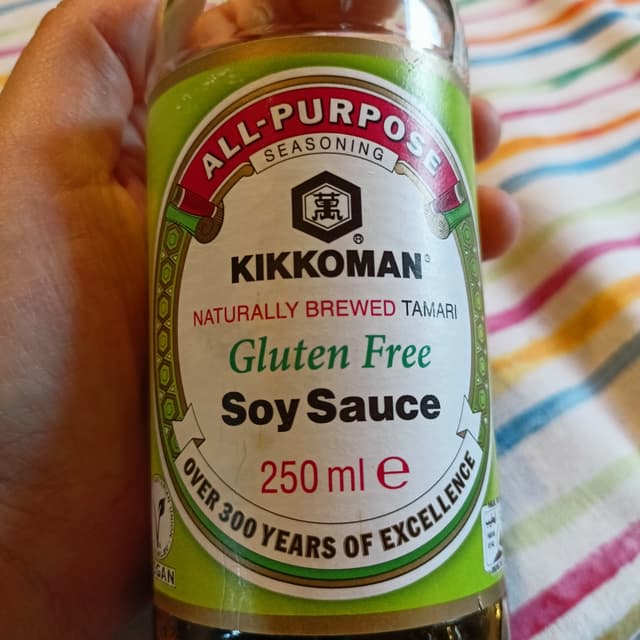 ALL-PURPOSE
SEASONING
萬
®
KIKKOMAN®
NATURALLY BREWED TAMARI
Gluten Free
Soy Sauce
250 ml e
OVER 300 YEARS OF EXCELLENCE